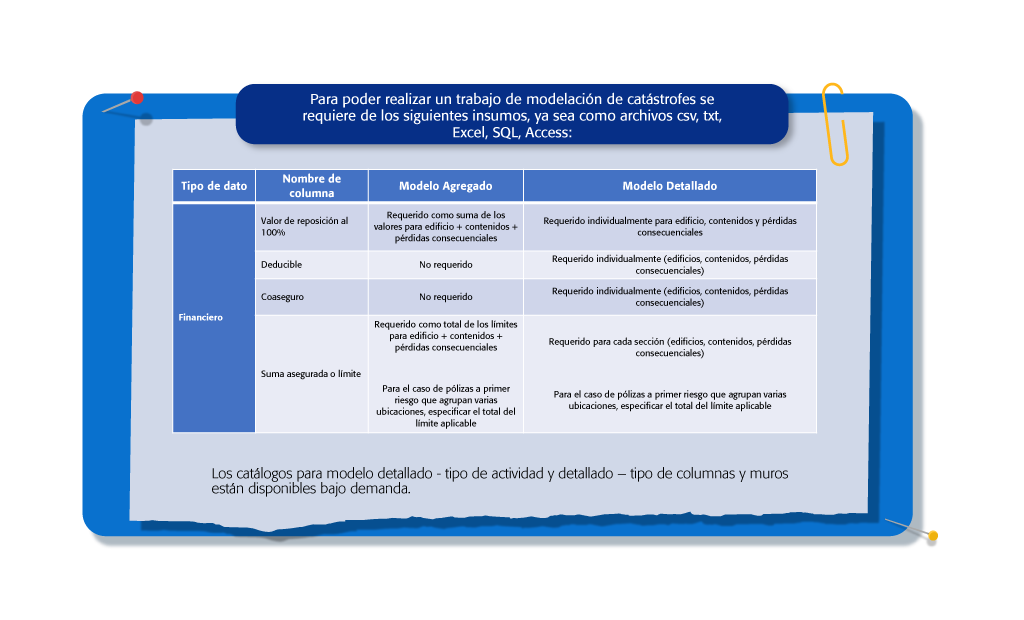 Para poder realizar un trabajo de modelación de catástrofes se
requiere de los siguientes insumos, ya sea como archivos csv, txt,
Excel, SQL, Access:
Tipo de dato
Nombre de
columna
Modelo Agregado
Modelo Detallado
Financiero
Valor de reposición al
100%
Requerido como suma de los
valores para edificio + contenidos +
pérdidas consecuenciales
Requerido individualmente para edificio, contenidos y pérdidas
consecuenciales
Deducible
No requerido
Requerido individualmente (edificios, contenidos, pérdidas
consecuenciales)
Coaseguro
No requerido
Requerido individualmente (edificios, contenidos, pérdidas
consecuenciales)
Suma asegurada o límite
Requerido como total de los límites
para edificio + contenidos +
pérdidas consecuenciales
Para el caso de pólizas a primer
riesgo que agrupan varias
ubicaciones, especificar el total del
límite aplicable
Requerido para cada sección (edificios, contenidos, pérdidas
consecuenciales)
Para el caso de pólizas a primer riesgo que agrupan varias
ubicaciones, especificar el total del límite aplicable
Los catálogos para modelo detallado - tipo de actividad y detallado – tipo de columnas y muros
están disponibles bajo demanda.